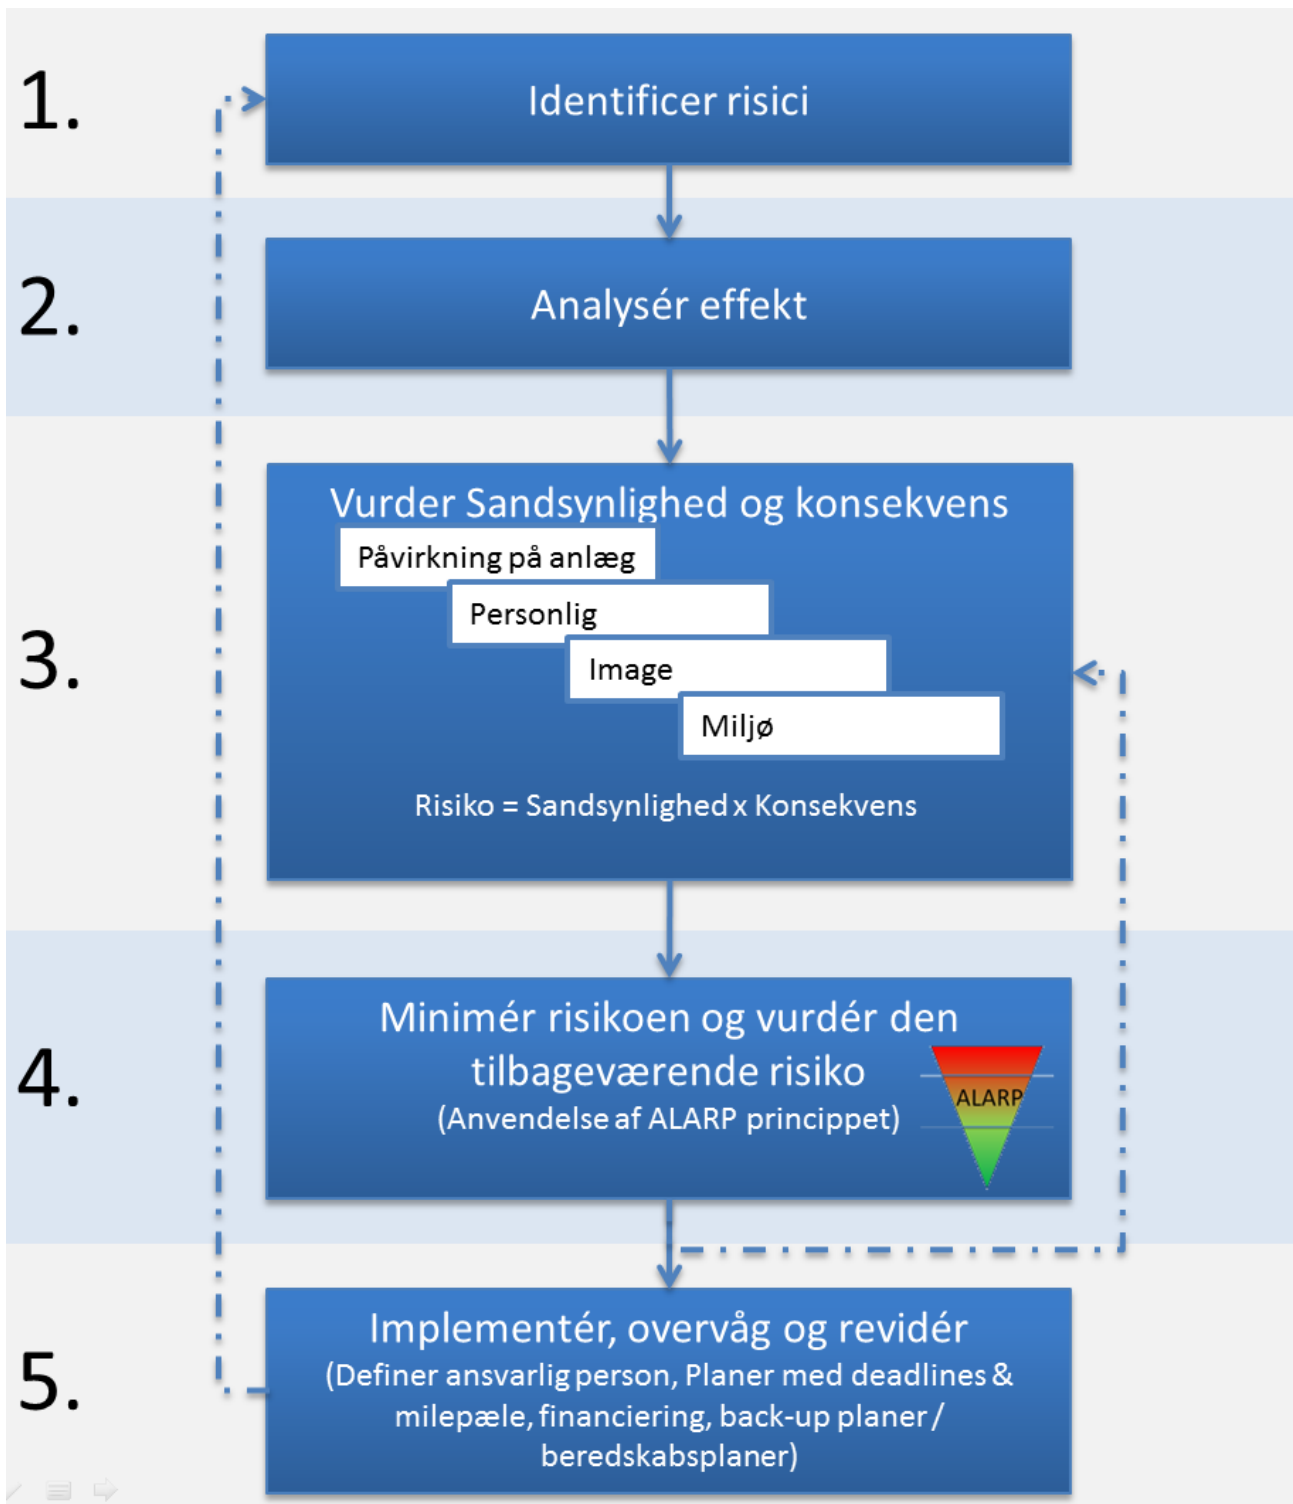 1.
Identificer risici
2.
Analysér effekt
3.
Vurder Sandsynlighed og konsekvens
Påvirkning på anlæg
Personlig
Image
Miljø
Risiko = Sandsynlighed x Konsekvens
4.
Minimér risikoen og vurdér den
tilbageværende risiko
(Anvendelse af ALARP princippet)
ALARP
5.
Implementér, overvåg og revidér
(Definer ansvarlig person, Planer med deadlines &
milepæle, financiering, back-up planer /
beredskabsplaner)